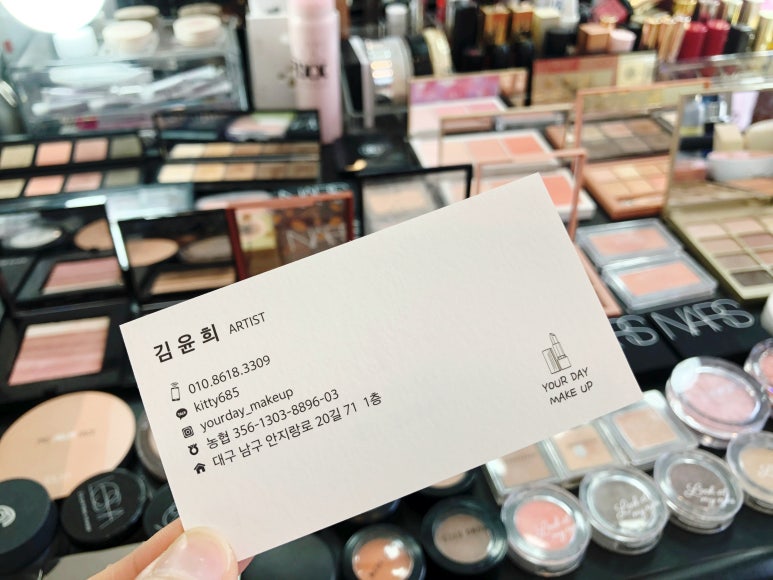 김윤희 ARTIST
010.8618.3309
kitty685
yourday_makeup
농협 356-1303-8896-03
대구 남구 안지랑로 20길 71 1층
YOUR DAY
MAKE UP
NARS
NARS